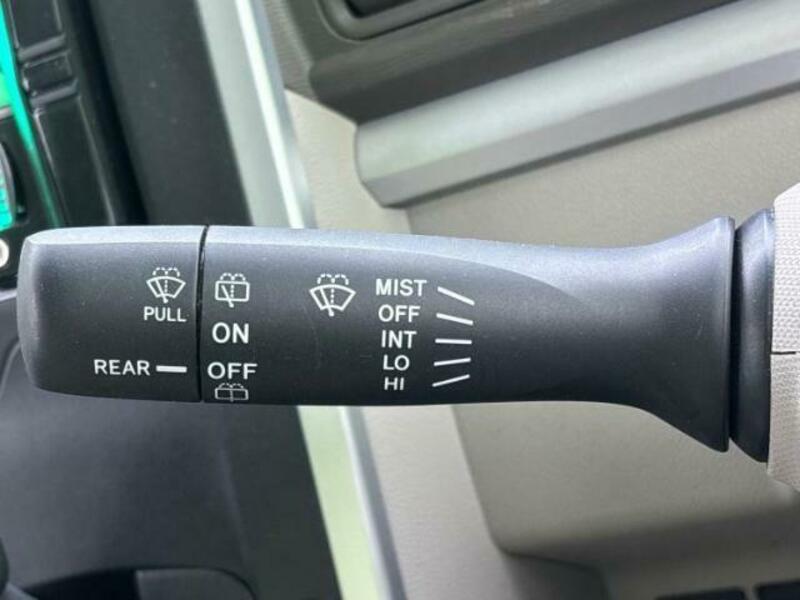 PULL
REAR
ON
OFF
MIST
OFF
INT
LO
HI